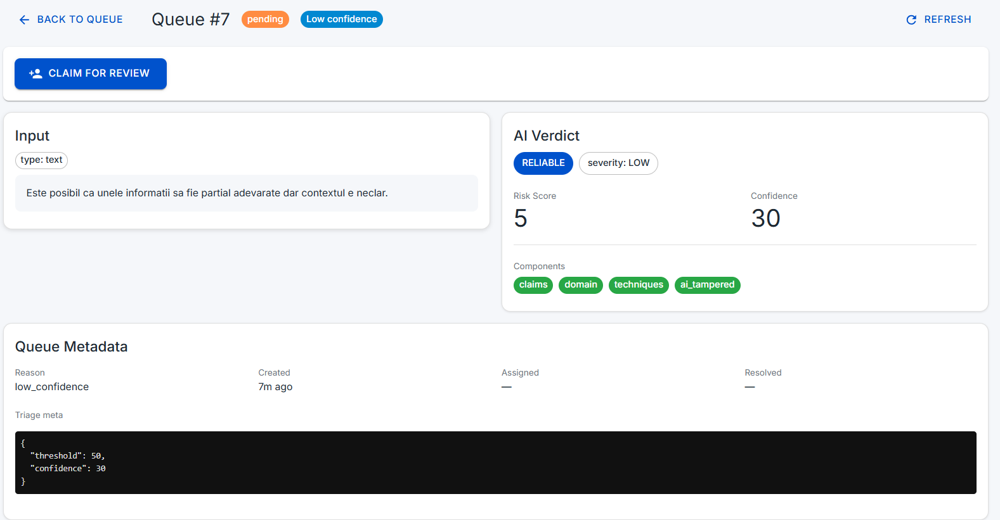 BACK TO QUEUE
Queue #7
pending
Low confidence
REFRESH
CLAIM FOR REVIEW
Input
type: text
Este posibil ca unele informatii sa fie partial adevarate dar contextul e neclar.
AI Verdict
RELIABLE
severity: LOW
Risk Score
5
Confidence
30
Components
claims
domain
techniques
ai_tampered
Queue Metadata
Reason
low_confidence
Created
7m ago
Assigned
—
Resolved
—
Triage meta
{
"threshold": 50,
"confidence": 30
}